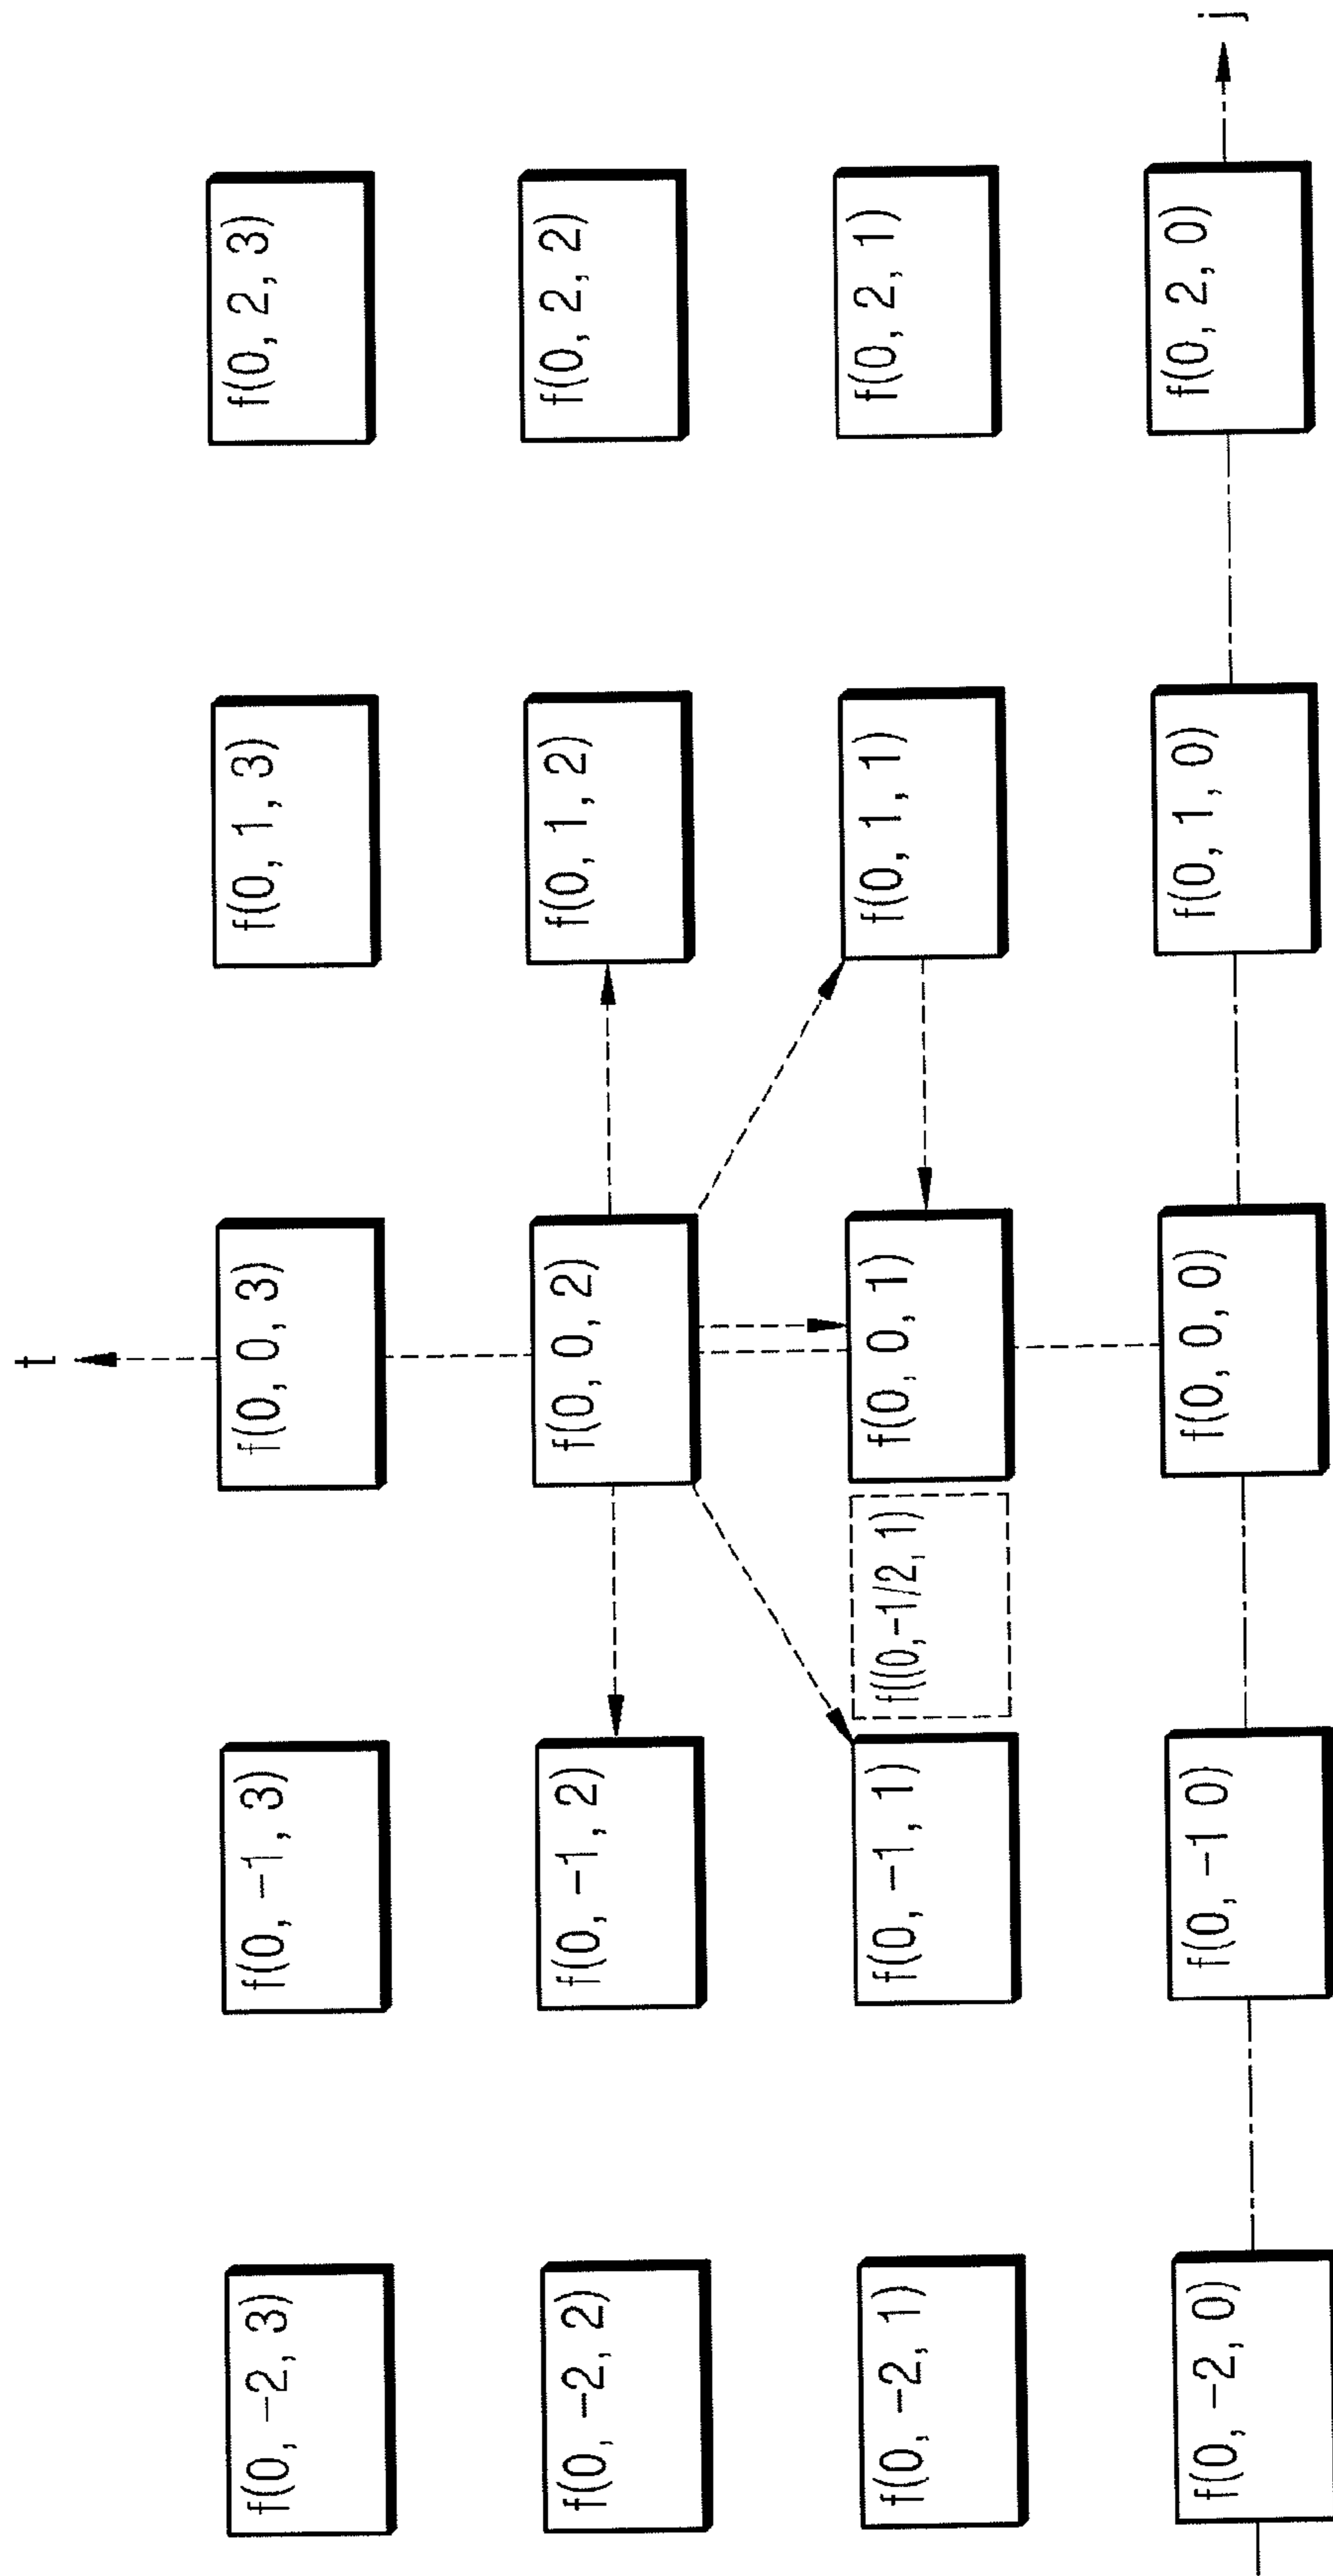 t
f(0, -2, 3)
f(0, -1, 3)
f(0, 0, 3)
f(0, 1, 3)
f(0, 2, 3)
f(0, -2, 2)
f(0, -1, 2)
f(0, 0, 2)
f(0, 1, 2)
f(0, 2, 2)
f(0, -2, 1)
f(0, -1, 1)
f((0,-1/2, 1)
f(0, 0, 1)
f(0, 1, 1)
f(0, 2, 1)
f(0, -2, 0)
f(0, -1 0)
f(0, 0, 0)
f(0, 1, 0)
f(0, 2, 0)
j